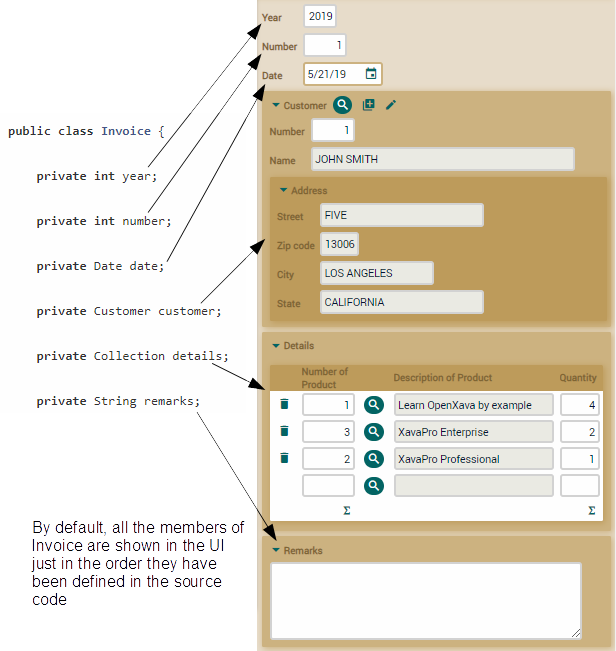 public class Invoice {
private int year;
private int number;
private Date date;
private Customer customer;
private Collection details;
private String remarks;
By default, all the members of
Invoice are shown in the UI
just in the order they have
been defined in the source
code
Year 2019
Number 1
Date 5/21/19
Customer
Number 1
Name JOHN SMITH
Address
Street FIVE
Zip code 13006
City LOS ANGELES
State CALIFORNIA
Details
Number of
Product Description of Product Quantity
1 Learn OpenXava by example 4
3 XavaPro Enterprise 2
2 XavaPro Professional 1
Σ Σ
Remarks